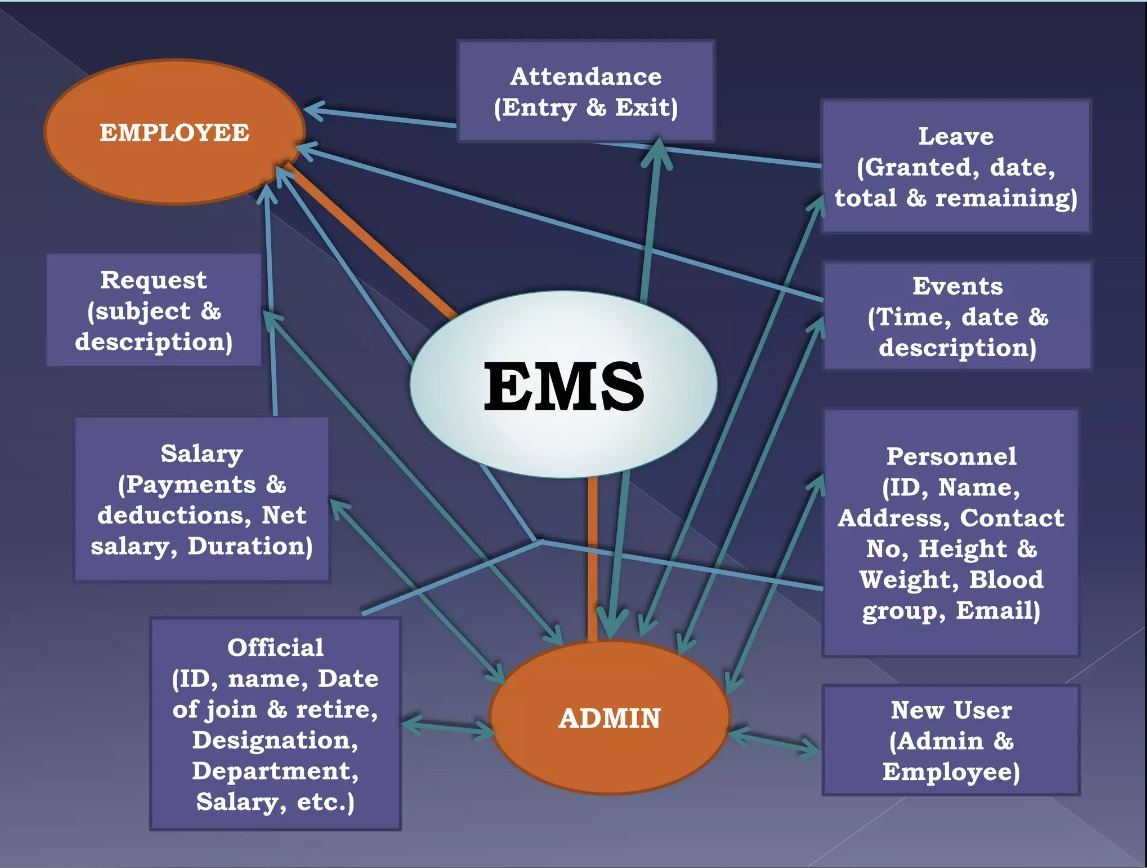 Attendance
(Entry & Exit)
EMPLOYEE
Leave
(Granted, date,
total & remaining)
Request
(subject &
description)
Events
(Time, date &
description)
EMS
Salary
(Payments &
deductions, Net
salary, Duration)
Personnel
(ID, Name,
Address, Contact
No, Height &
Weight, Blood
group, Email)
Official
(ID, name, Date
of join & retire,
Designation,
Department,
Salary, etc.)
ADMIN
New User
(Admin &
Employee)